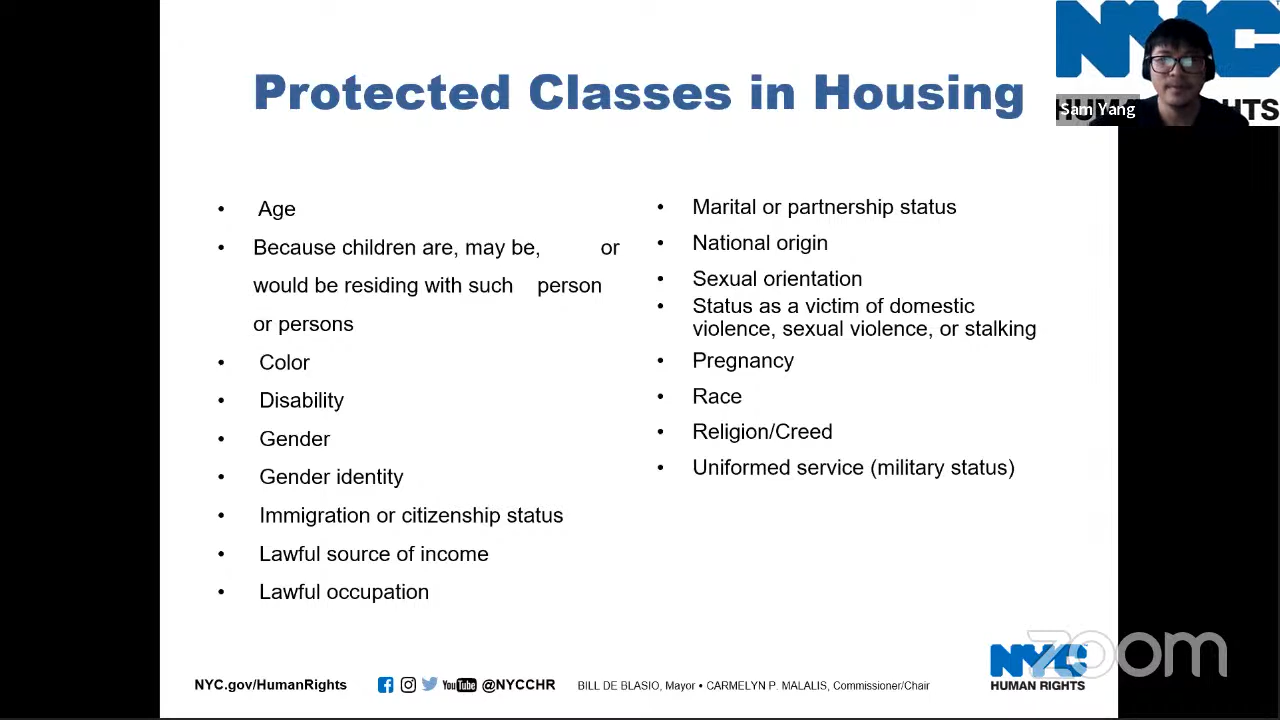 Protected Classes in Housing
NYC
HUMAN RIGHTS
Sam Yang
Age
Because children are, may be, or
would be residing with such person
or persons
Color
Disability
Gender
Gender identity
Immigration or citizenship status
Lawful source of income
Lawful occupation
Marital or partnership status
National origin
Sexual orientation
Status as a victim of domestic
violence, sexual violence, or stalking
Pregnancy
Race
Religion/Creed
Uniformed service (military status)
NYC.gov/HumanRights YouTube @NYCCHR BILL DE BLASIO, Mayor • CARMELYN P. MALALIS, Commissioner/Chair
NYC
HUMAN RIGHTS
zoom